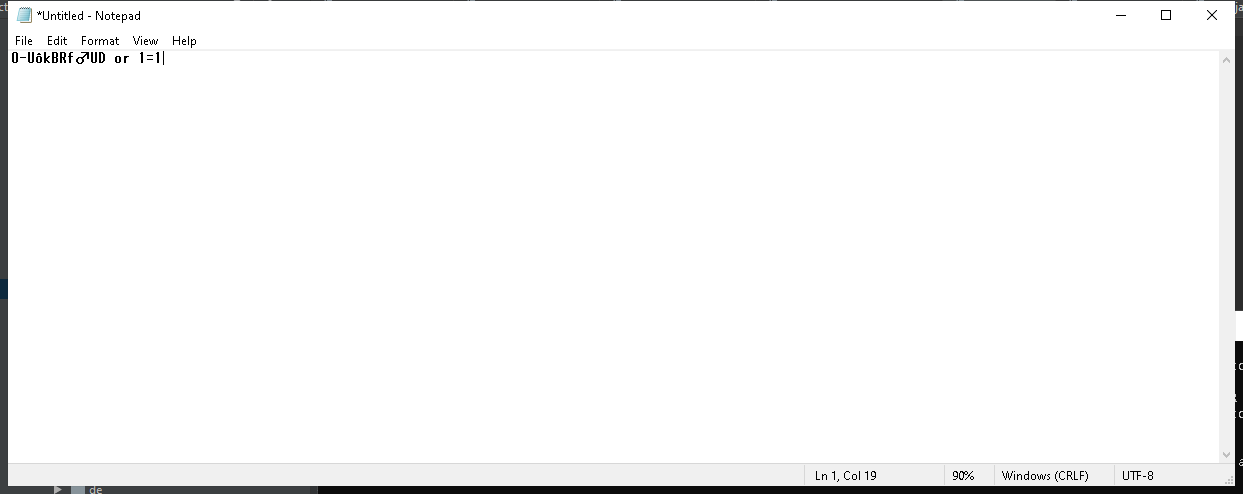 *Untitled - Notepad
File Edit Format View Help
O-UôkBRf♂UD or 1=1
Ln 1, Col 19 90% Windows (CRLF) UTF-8
de